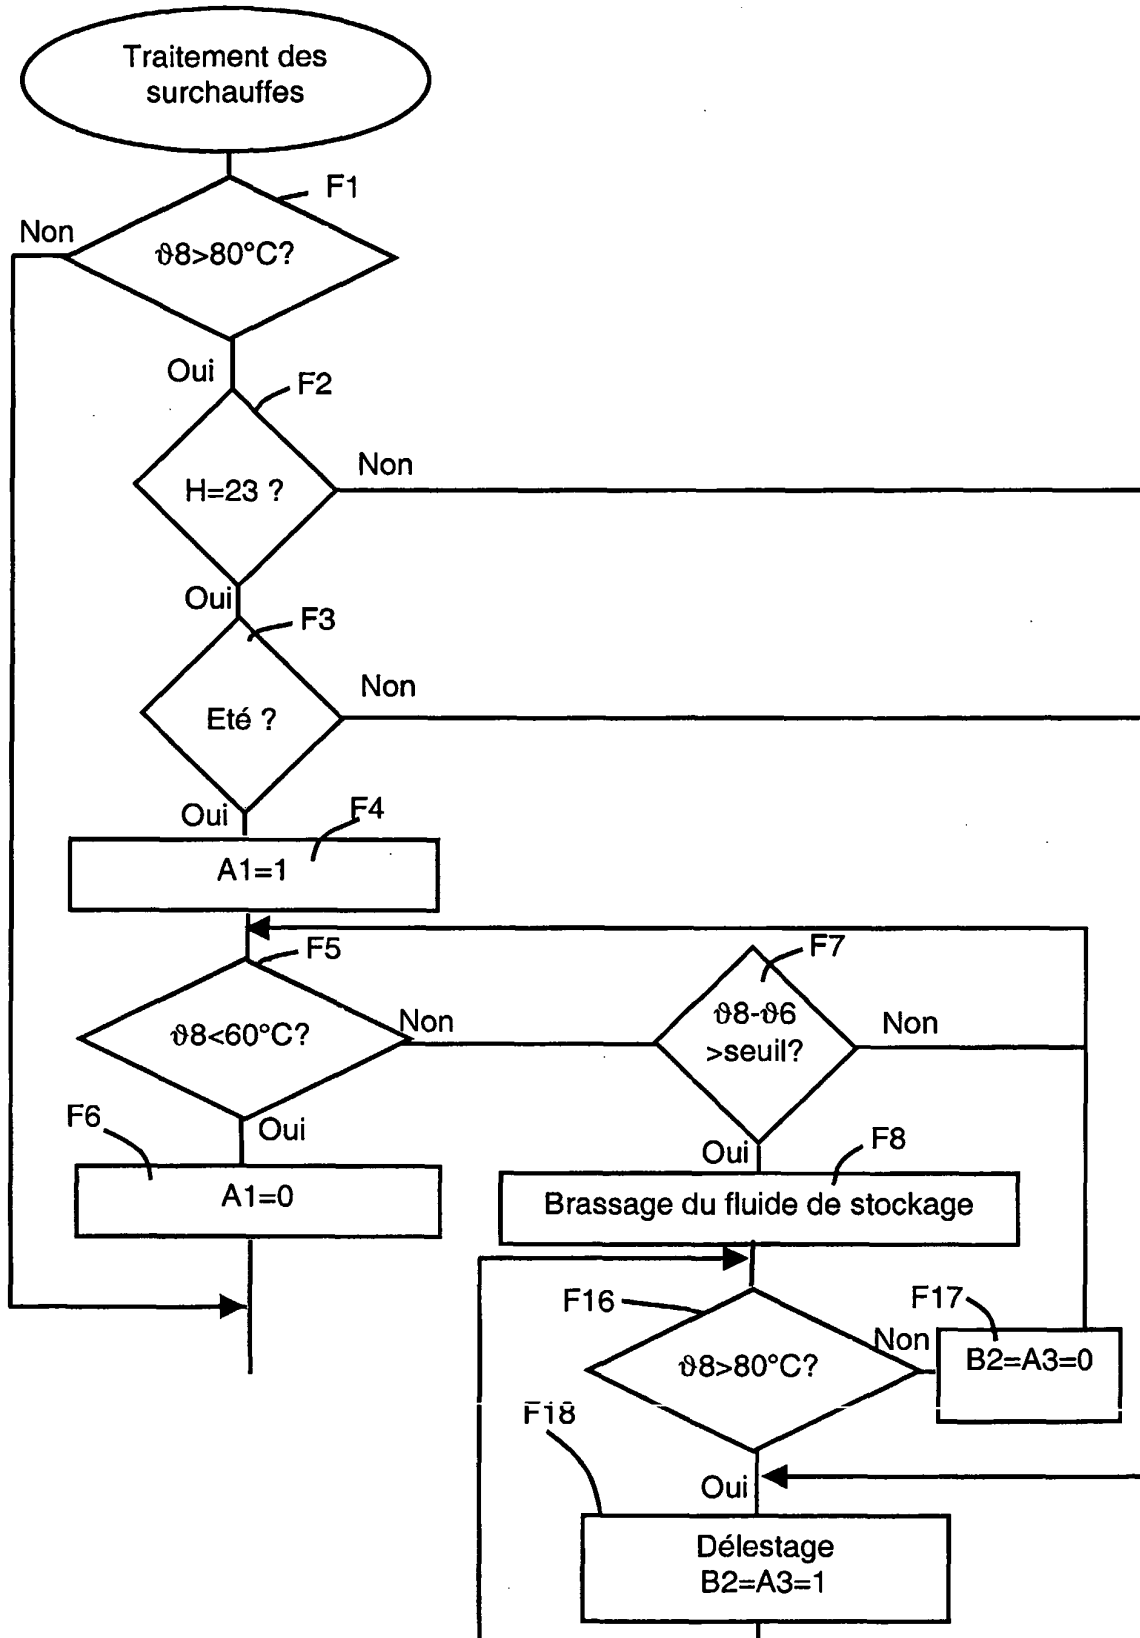 Traitement des
surchauffes
F1
Non
ϑ8>80°C?
Oui
F2
Non
H=23 ?
Oui
F3
Non
Eté ?
Oui
F4
A1=1
F5
F7
ϑ8<60°C?
Non
ϑ8-ϑ6
>seuil?
Non
F6
Oui
Oui
F8
A1=0
Brassage du fluide de stockage
F16
F17
Non
ϑ8>80°C?
B2=A3=0
F18
Oui
Délestage
B2=A3=1